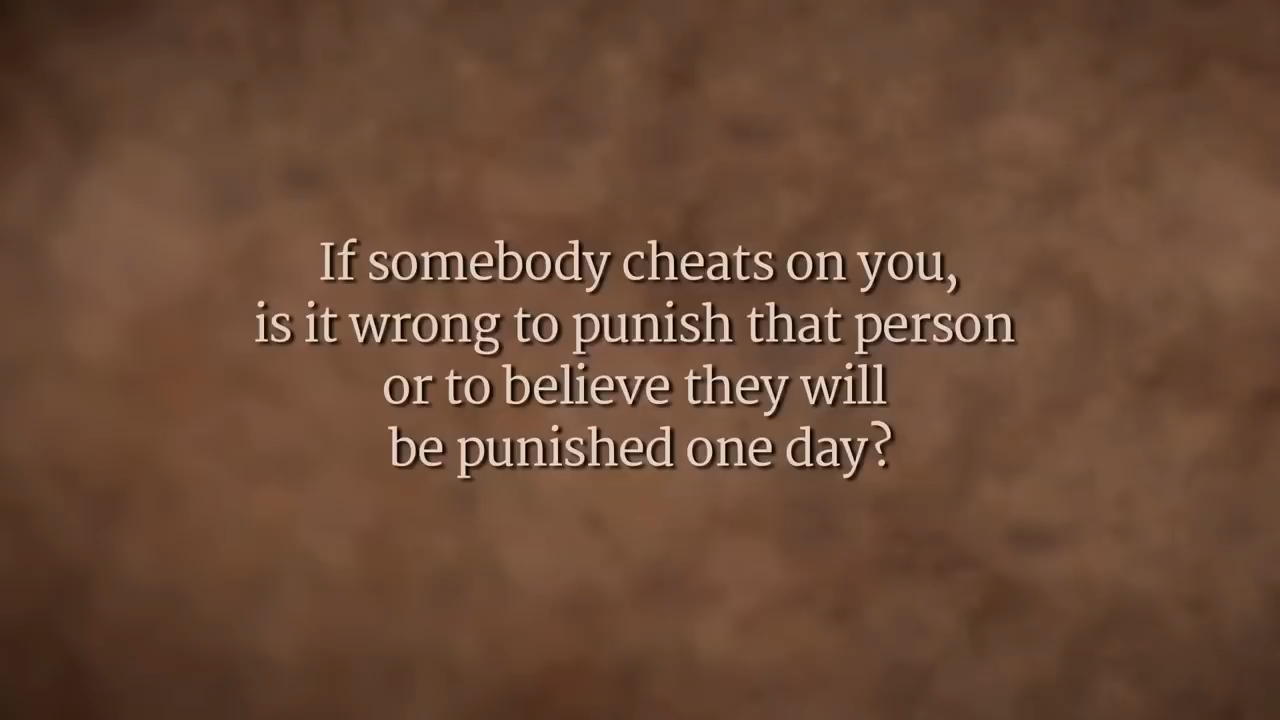 If somebody cheats on you,
is it wrong to punish that person
or to believe they will
be punished one day?